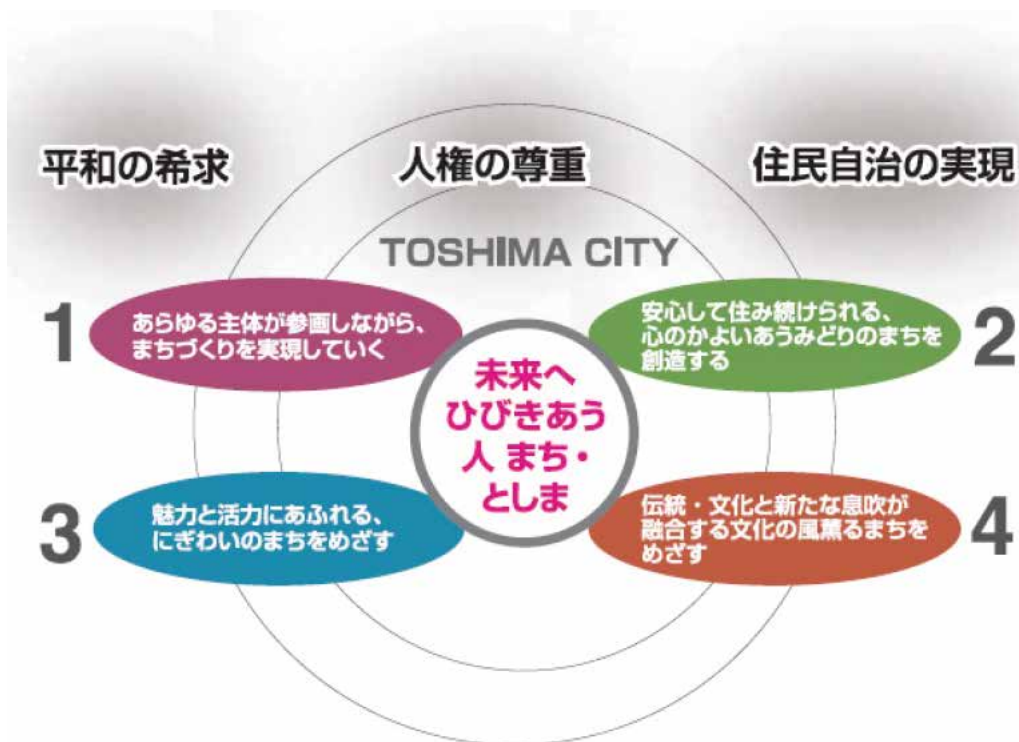 平和の希求
人権の尊重
住民自治の実現
TOSHIMA CITY
1
あらゆる主体が参画しながら、
まちづくりを実現していく
2
安心して住み続けられる、
心のかよいあうみどりのまちを
創造する
未来へ
ひびきあう
人 まち・
としま
3
魅力と活力にあふれる、
にぎわいのまちをめざす
4
伝統・文化と新たな息吹が
融合する文化の風薫るまちを
めざす